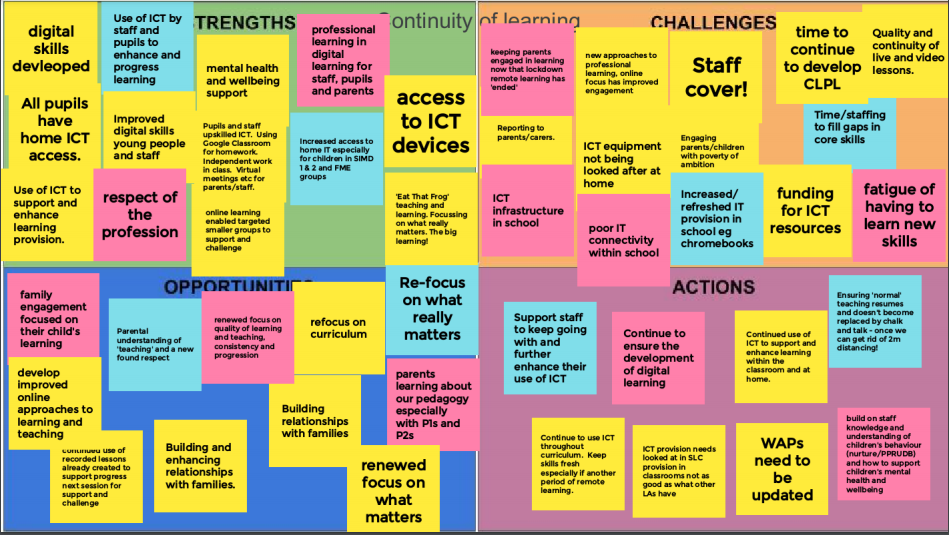 Continuity of learning
STRENGTHS
digital
skills
devleoped
Use of ICT by
staff and
pupils to
enhance and
progress
learning
mental health
and wellbeing
support
professional
learning in
digital
learning for
staff, pupils
and parents
access
to ICT
devices
All pupils
have
home ICT
access.
Improved
digital skills
young people
and staff
Pupils and staff
upskilled ICT. Using
Google Classroom
for homework.
Independent work
in class. Virtual
meetings etc for
parents/staff.
Increased access to
home IT especially
for children in SIMD
1 & 2 and FME
groups
Use of ICT to
support and
enhance
learning
provision.
respect of
the
profession
online learning
enabled targeted
smaller groups to
support and
challenge
'Eat That Frog'
teaching and
learning. Focussing
on what really
matters. The big
learning!
CHALLENGES
keeping parents
engaged in learning
now that lockdown
remote learning has
'ended'
new approaches to
professional
learning, online
focus has improved
engagement
Staff
cover!
time to
continue
to develop
CLPL
Quality and
continuity of
live and video
lessons.
Reporting to
parents/carers.
ICT equipment
not being
looked after at
home
Engaging
parents/children
with poverty of
ambition
Time/staffing
to fill gaps in
core skills
ICT
infrastructure
in school
poor IT
connectivity
within school
Increased/
refreshed IT
provision in
school eg
chromebooks
funding
for ICT
resources
fatigue of
having to
learn new
skills
OPPORTUNITIES
family
engagement
focused on
their child's
learning
Parental
understanding of
'teaching' and a new
found respect
renewed focus on
quality of learning
and teaching,
consistency and
progression
refocus on
curriculum
Re-focus
on what
really
matters
develop
improved
online
approaches to
learning and
teaching
continued use of
recorded lessons
already created to
support progress
next session for
support and
challenge
Building and
enhancing
relationships
with families.
Building
relationships
with families
parents
learning about
our pedagogy
especially
with P1s and
P2s
renewed
focus on
what
matters
ACTIONS
Support staff
to keep going
with and
further
enhance their
use of ICT
Continue to
ensure the
development
of digital
learning
Continued use of
ICT to support and
enhance learning
within the
classroom and at
home.
Ensuring 'normal'
teaching resumes
and doesn't become
replaced by chalk
and talk - once we
can get rid of 2m
distancing!
Continue to use ICT
throughout
curriculum. Keep
skills fresh
especially if another
period of remote
learning.
ICT provision needs
looked at in SLC
provision in
classrooms not as
good as what other
LAs have
WAPs
need to
be
updated
build on staff
knowledge and
understanding of
children's behaviour
(nurture/PPRUDB)
and how to support
children's mental
health and
wellbeing